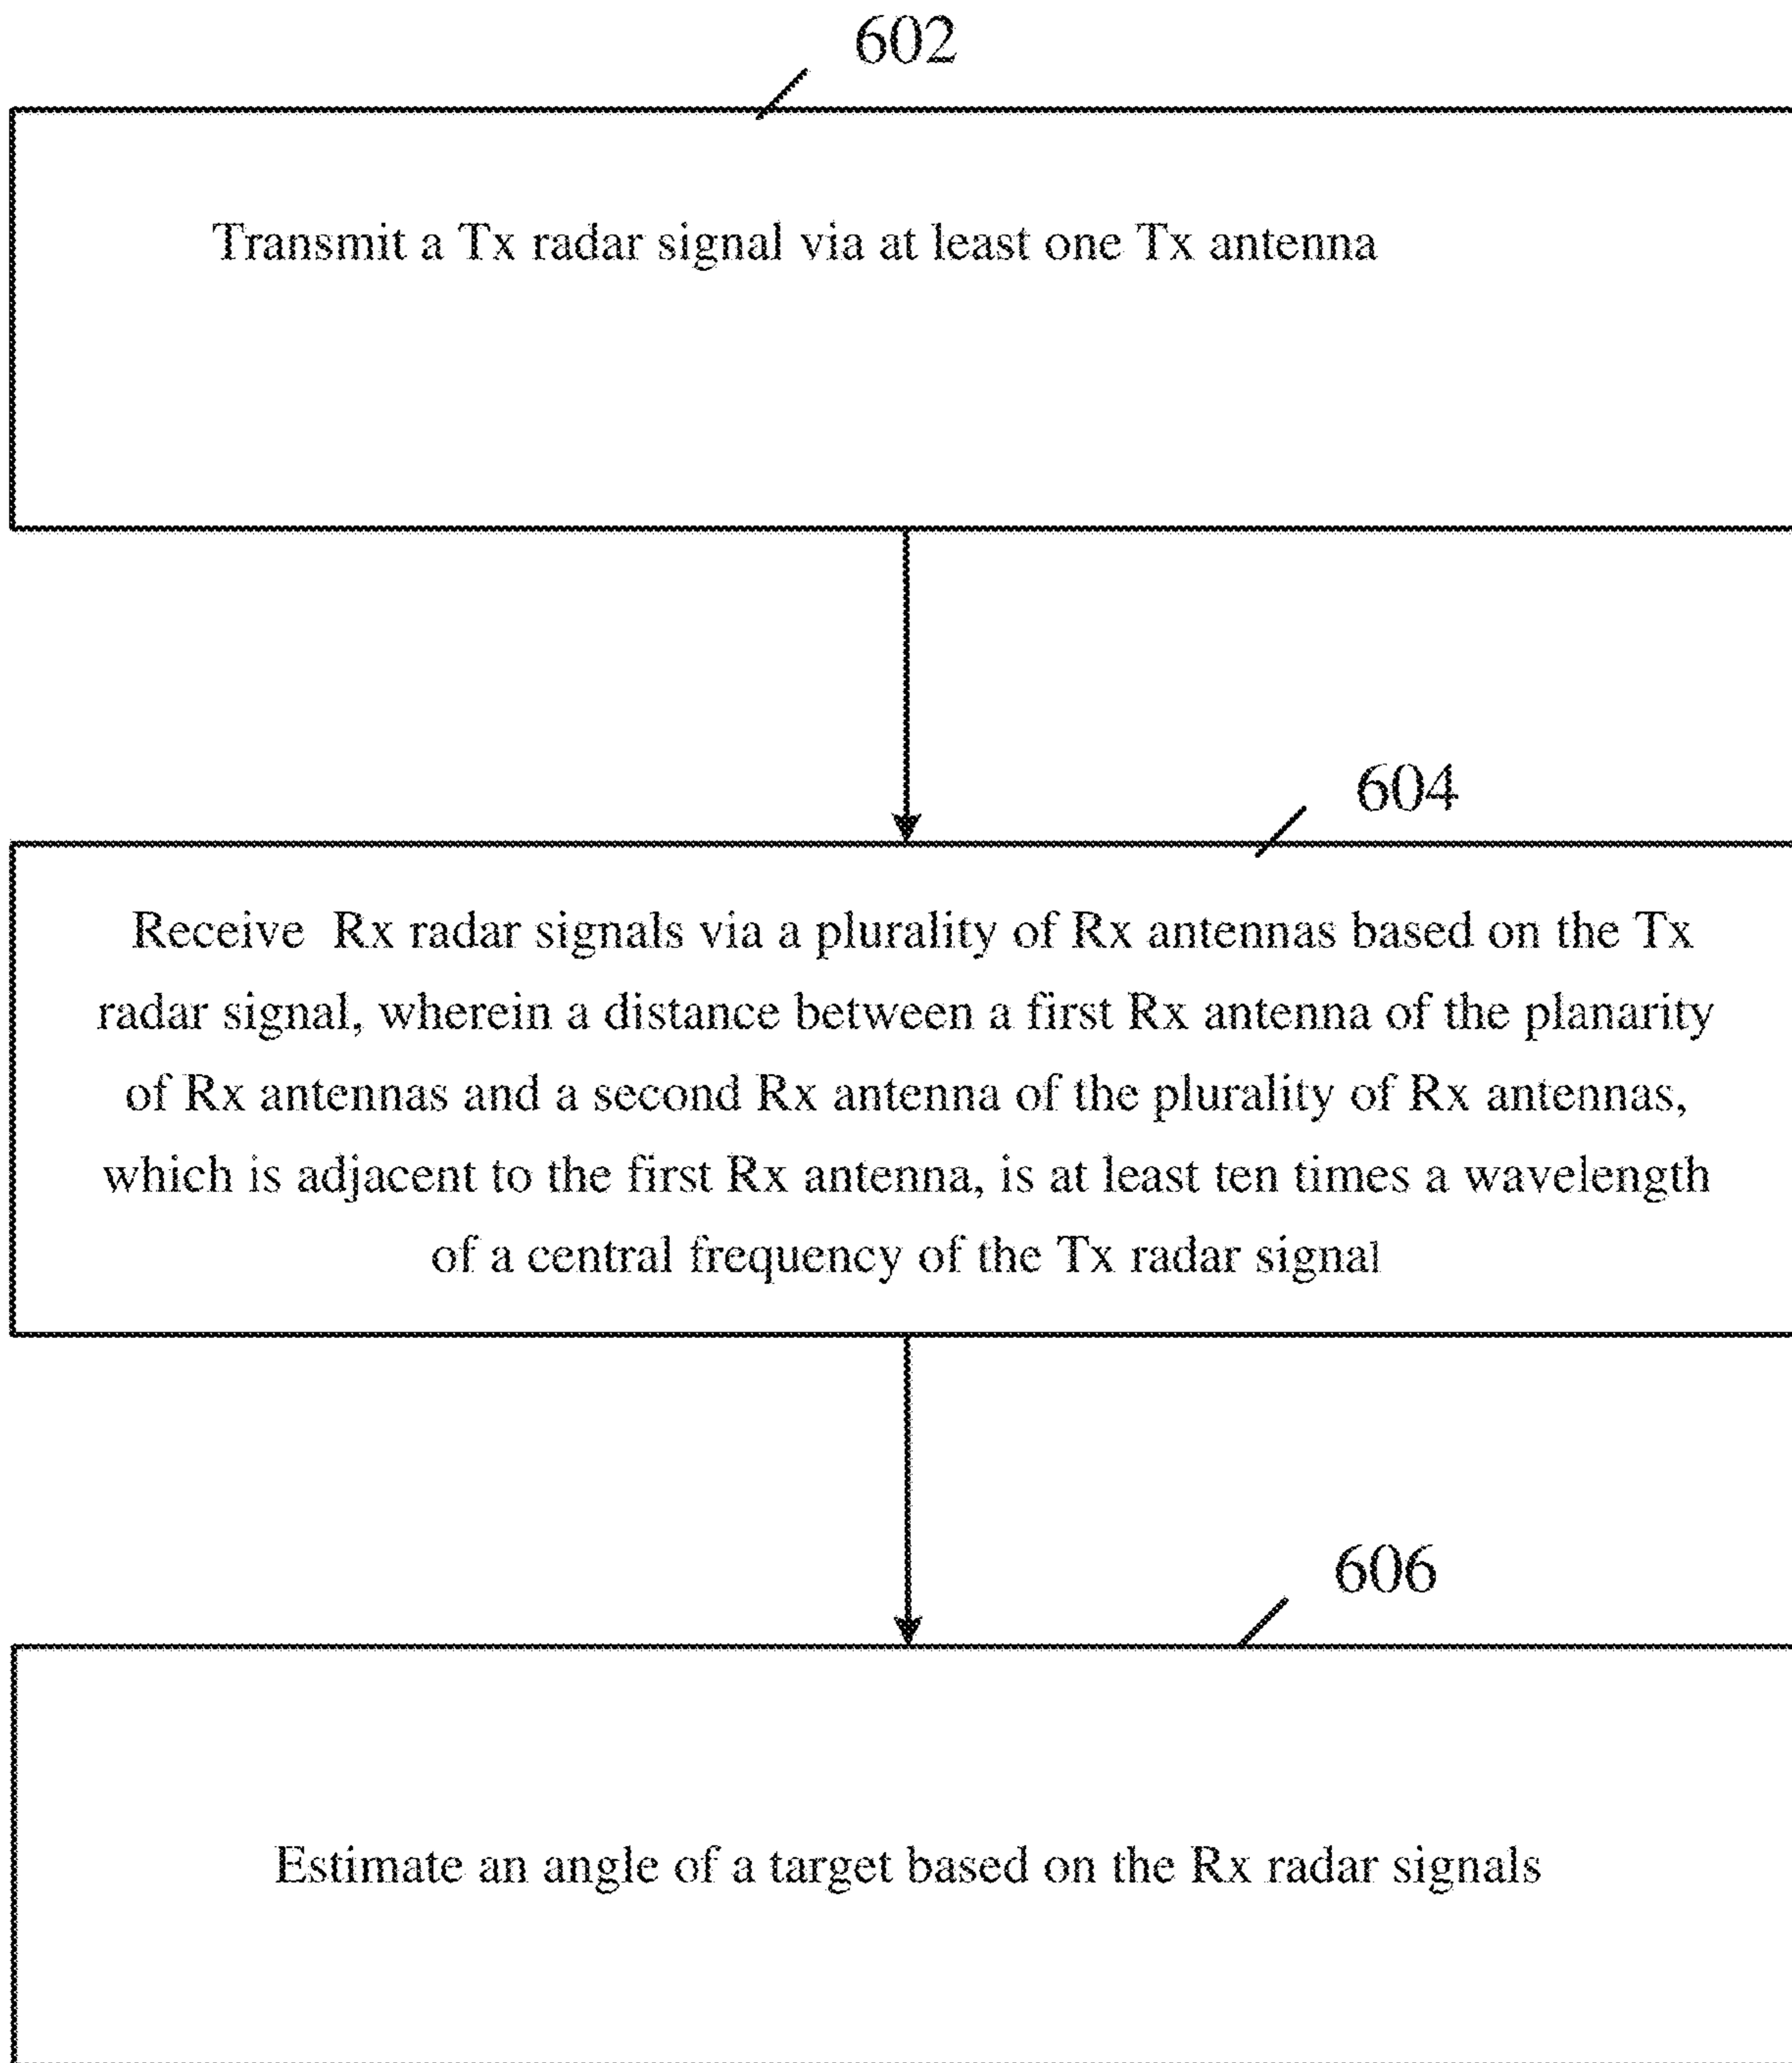 602
Transmit a Tx radar signal via at least one Tx antenna
604
Receive Rx radar signals via a plurality of Rx antennas based on the Tx
radar signal, wherein a distance between a first Rx antenna of the planarity
of Rx antennas and a second Rx antenna of the plurality of Rx antennas,
which is adjacent to the first Rx antenna, is at least ten times a wavelength
of a central frequency of the Tx radar signal
606
Estimate an angle of a target based on the Rx radar signals